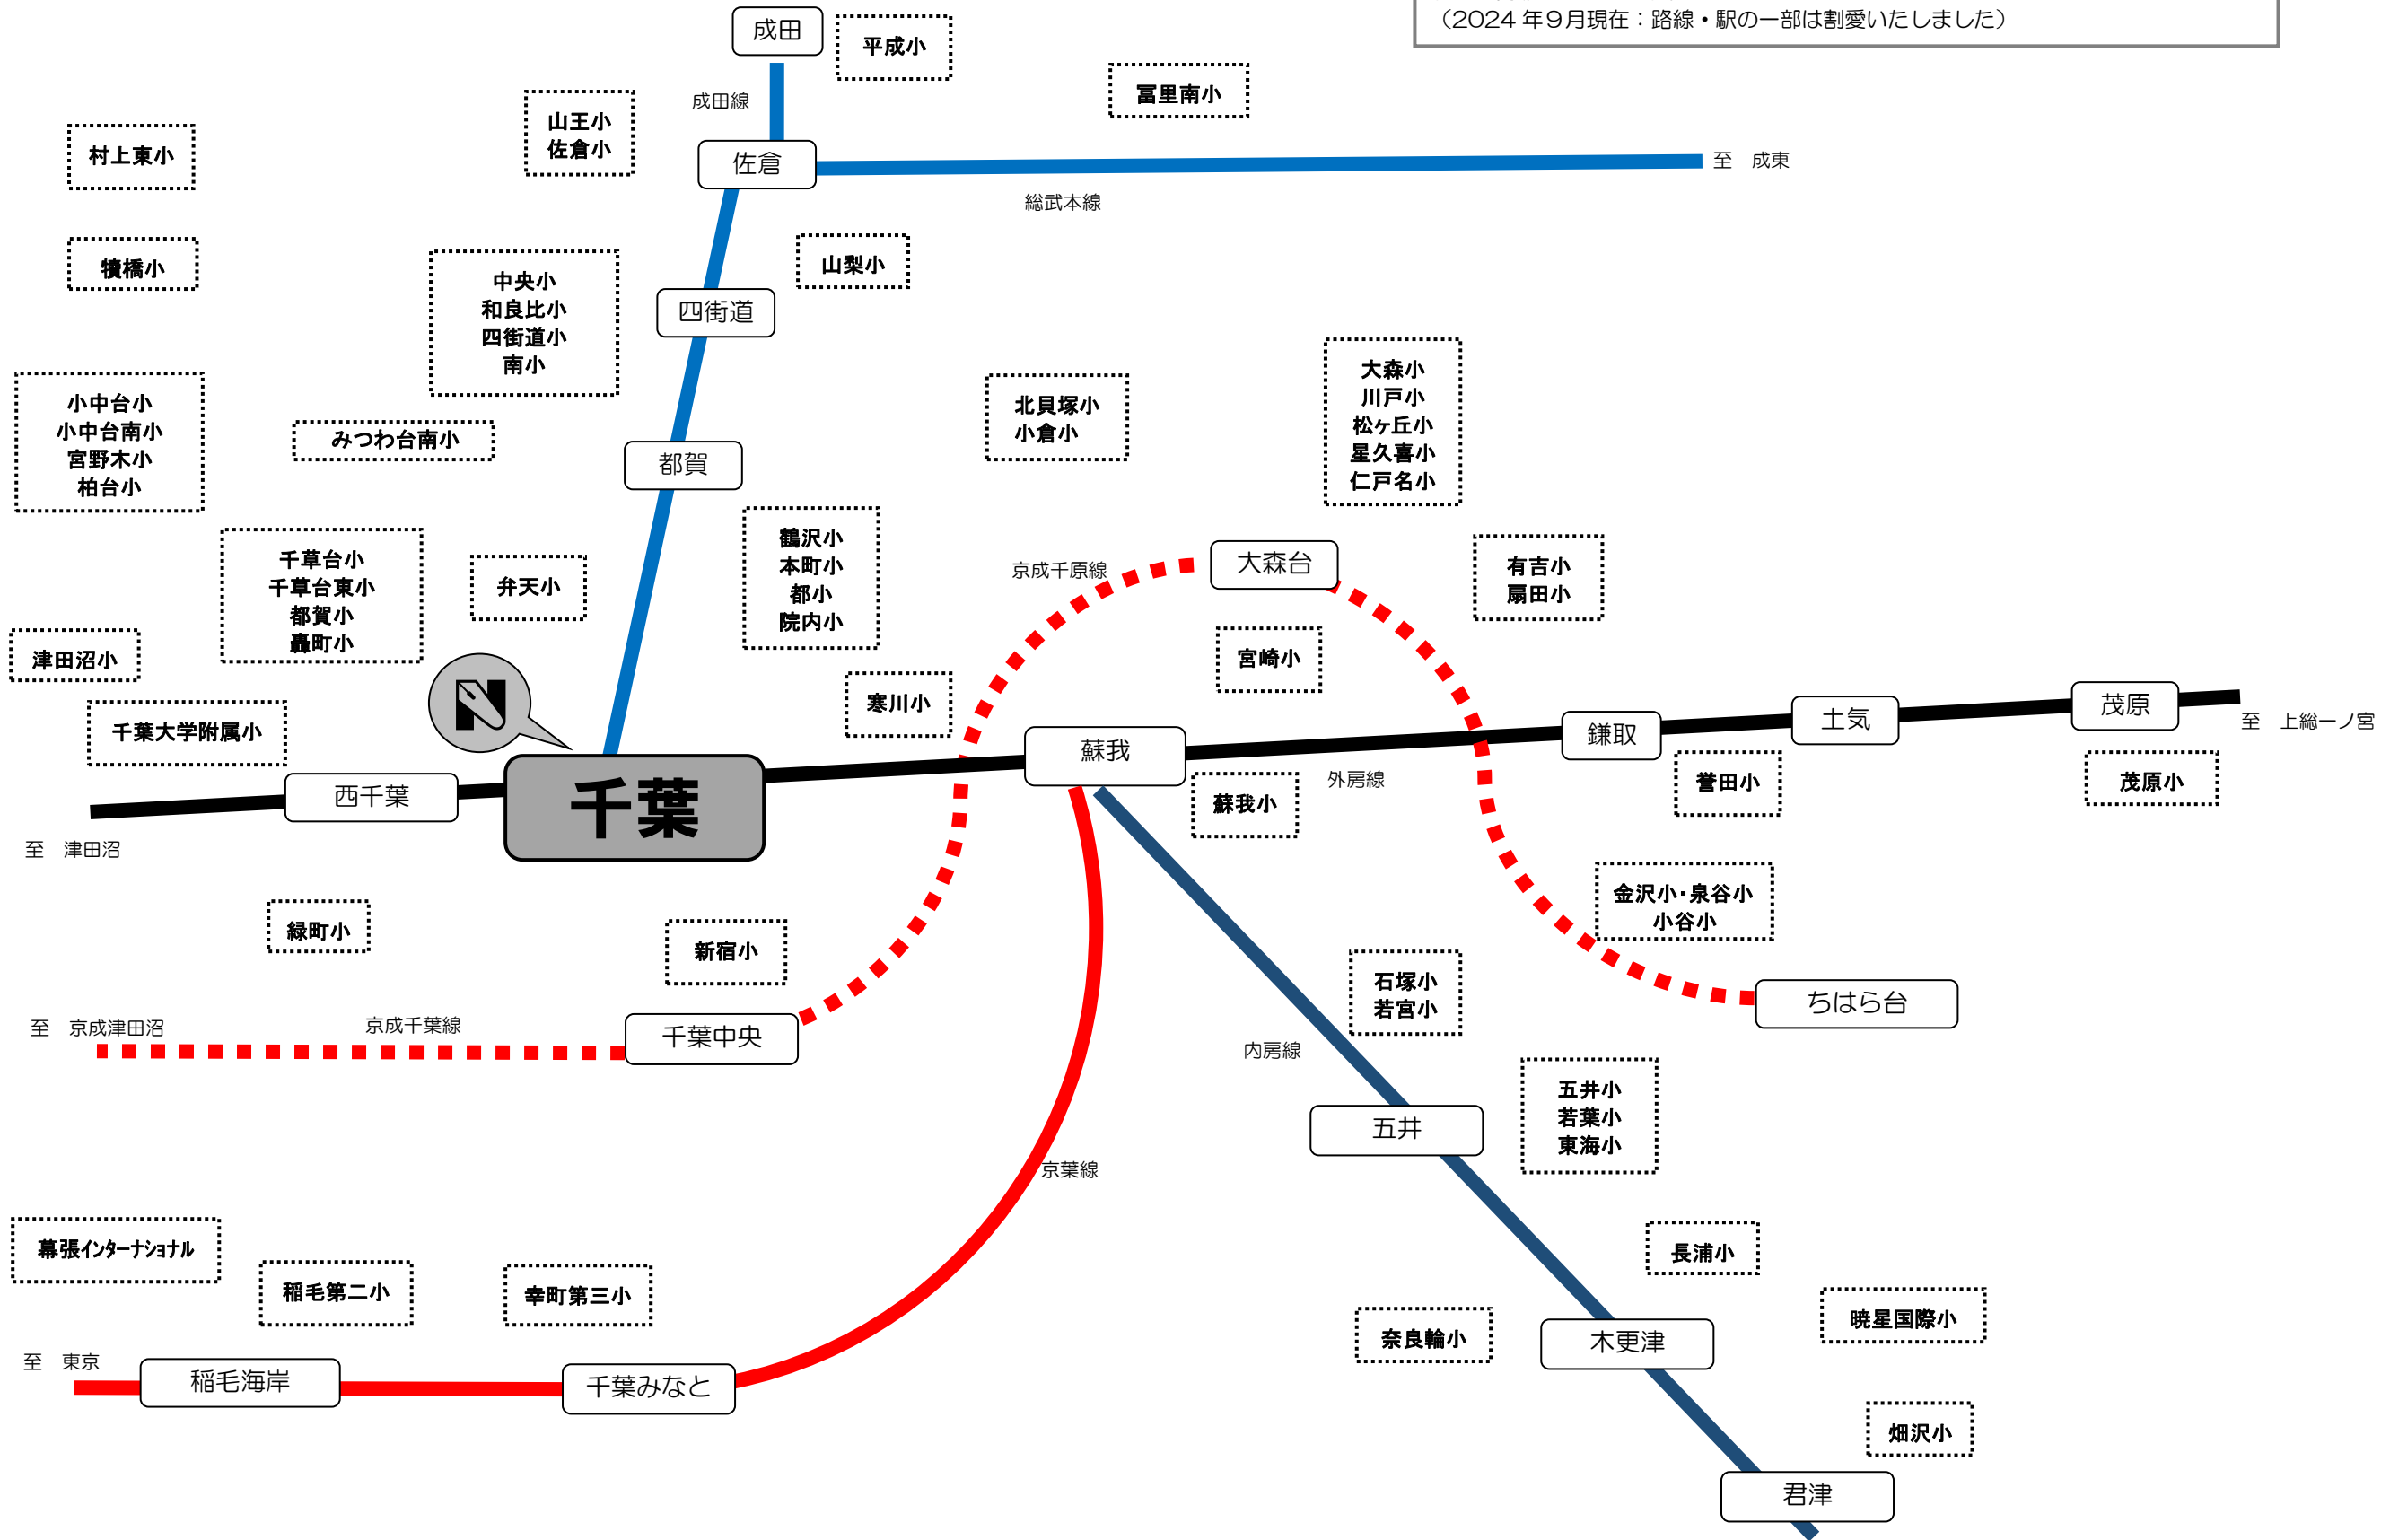 （2024年９月現在：路線・駅の一部は割愛いたしました）
成田
平成小
冨里南小
成田線
山王小
佐倉小
村上東小
佐倉
至　成東
総武本線
犢橋小
山梨小
中央小
和良比小
四街道小
南小
四街道
大森小
川戸小
松ヶ丘小
星久喜小
仁戸名小
北貝塚小
小倉小
小中台小
小中台南小
宮野木小
柏台小
みつわ台南小
都賀
鶴沢小
本町小
都小
院内小
京成千原線
大森台
有吉小
扇田小
千草台小
千草台東小
都賀小
轟町小
弁天小
津田沼小
宮崎小
寒川小
千葉大学附属小
N
蘇我
鎌取
土気
茂原
至　上総一ノ宮
西千葉
千葉
蘇我小
外房線
誉田小
茂原小
至　津田沼
金沢小・泉谷小
小谷小
緑町小
新宿小
石塚小
若宮小
ちはら台
至　京成津田沼
京成千葉線
千葉中央
内房線
五井
五井小
若葉小
東海小
京葉線
幕張ｲﾝﾀｰﾅｼｮﾅﾙ
稲毛第二小
幸町第三小
長浦小
暁星国際小
奈良輪小
木更津
至　東京
稲毛海岸
千葉みなと
畑沢小
君津